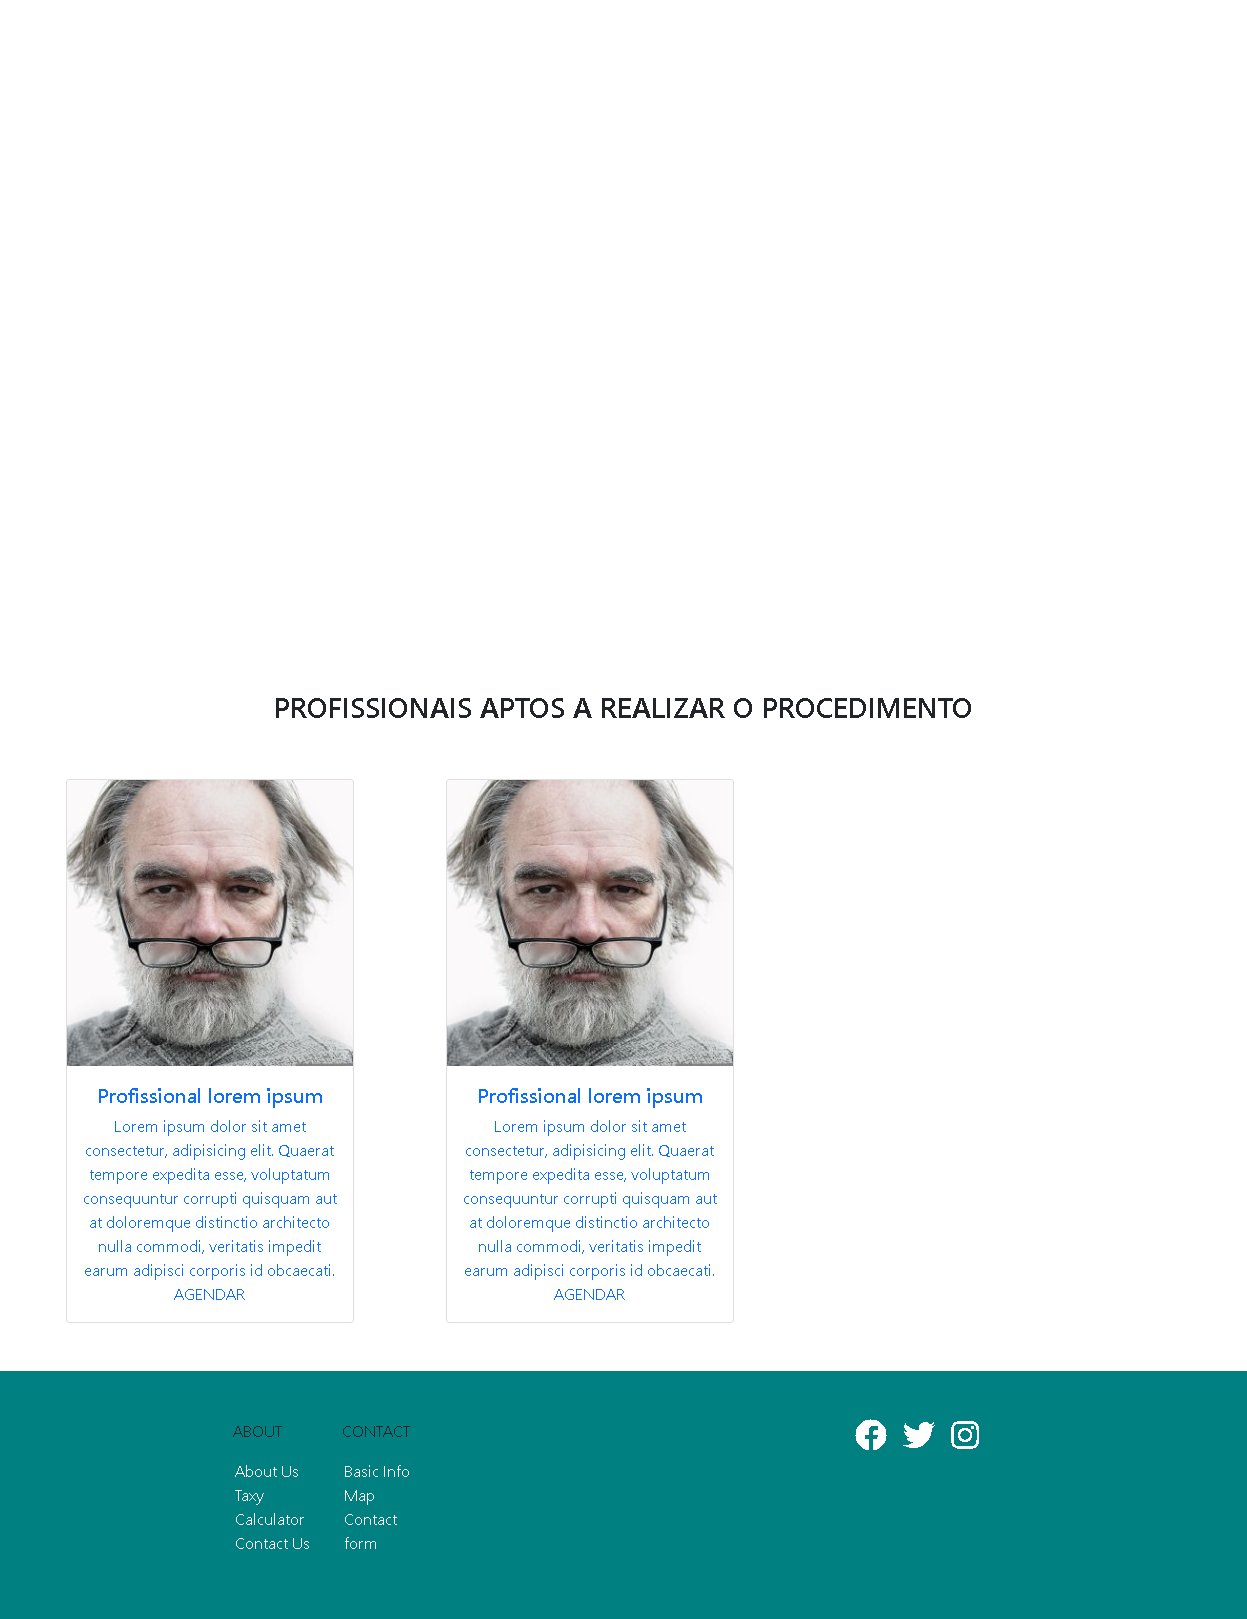 PROFISSIONAIS APTOS A REALIZAR O PROCEDIMENTO
Profissional lorem ipsum
Lorem ipsum dolor sit amet
consectetur, adipisicing elit. Quaerat
tempore expedita esse, voluptatum
consequuntur corrupti quisquam aut
at doloremque distinctio architecto
nulla commodi, veritatis impedit
earum adipisci corporis id obcaecati.
AGENDAR
Profissional lorem ipsum
Lorem ipsum dolor sit amet
consectetur, adipisicing elit. Quaerat
tempore expedita esse, voluptatum
consequuntur corrupti quisquam aut
at doloremque distinctio architecto
nulla commodi, veritatis impedit
earum adipisci corporis id obcaecati.
AGENDAR
ABOUT
About Us
Taxy
Calculator
Contact Us
CONTACT
Basic Info
Map
Contact
form